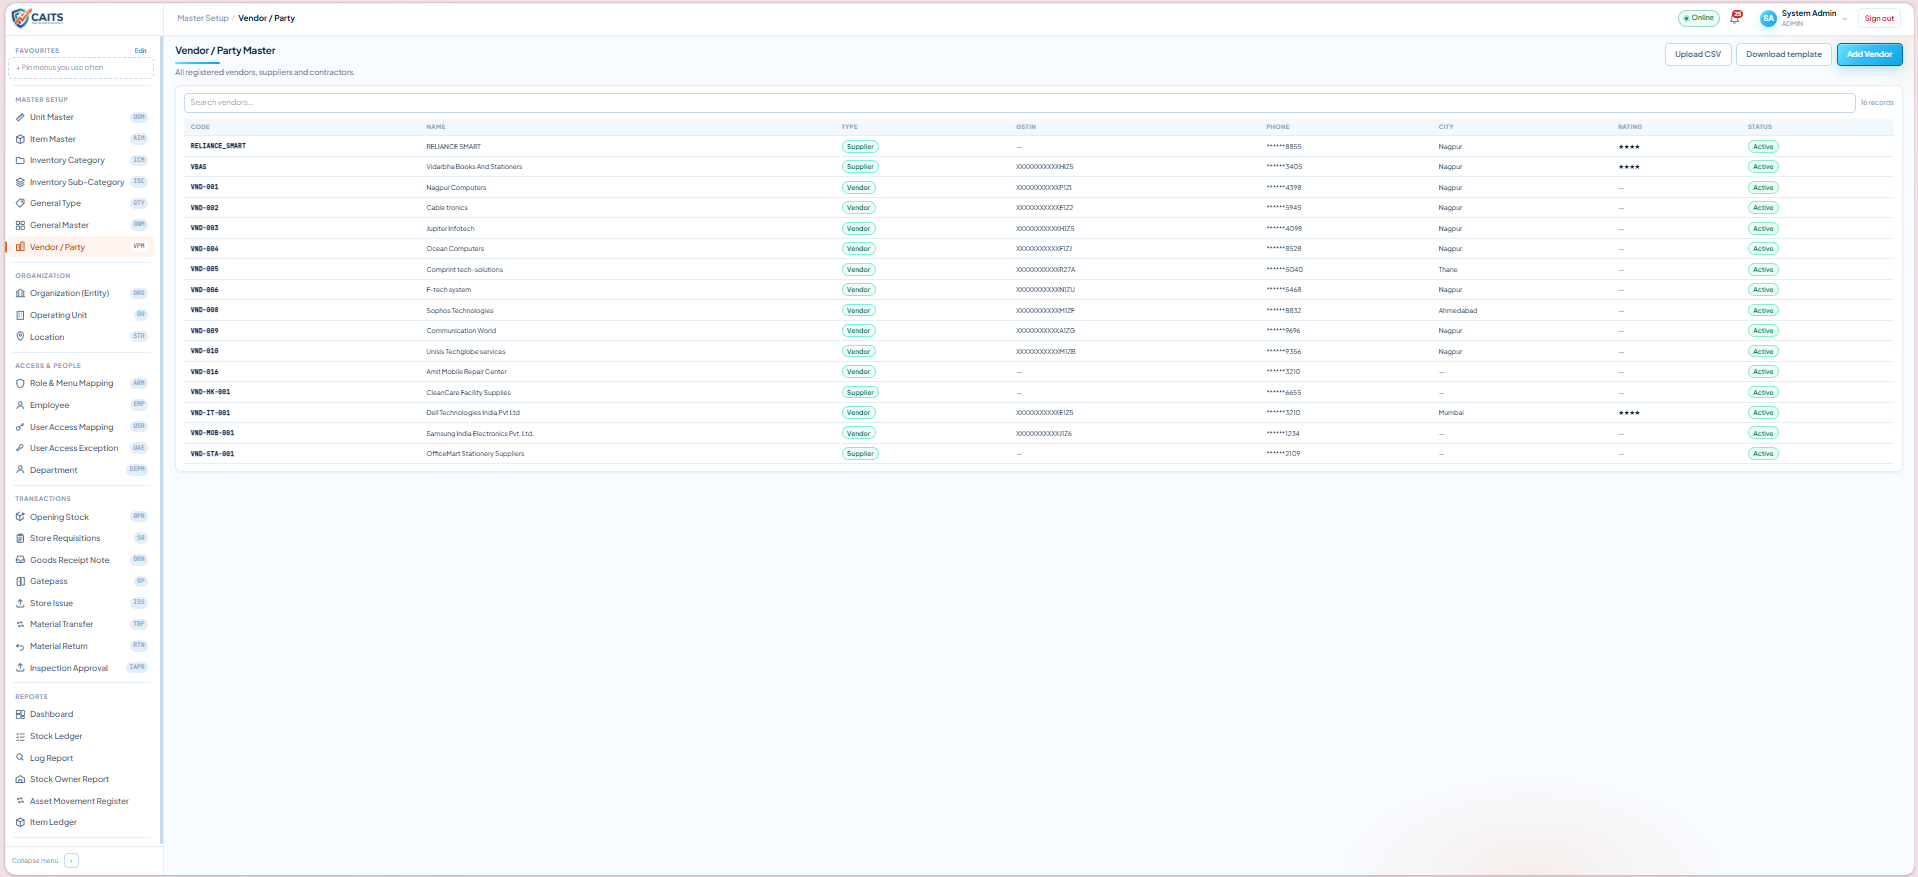 CAITS
Master Setup / Vendor / Party
Online
25
SA
System Admin
ADMIN
Sign out
FAVOURITES Edit
+ Pin menus you use often
MASTER SETUP
Unit Master UOM
Item Master AIM
Inventory Category ICM
Inventory Sub-Category ISC
General Type GTY
General Master GNM
Vendor / Party VPM
ORGANIZATION
Organization (Entity) ORG
Operating Unit OU
Location STR
ACCESS & PEOPLE
Role & Menu Mapping ARM
Employee EMP
User Access Mapping USR
User Access Exception UAE
Department DEPM
TRANSACTIONS
Opening Stock OPN
Store Requisitions SR
Goods Receipt Note GRN
Gatepass GP
Store Issue ISS
Material Transfer TRF
Material Return RTN
Inspection Approval IAPR
REPORTS
Dashboard
Stock Ledger
Log Report
Stock Owner Report
Asset Movement Register
Item Ledger
Collapse menu
Vendor / Party Master
All registered vendors, suppliers and contractors.
Upload CSV Download template Add Vendor
Search vendors... 16 records
CODE NAME TYPE GSTIN PHONE CITY RATING STATUS
RELIANCE_SMART RELIANCE SMART Supplier — ******8855 Nagpur ★★★★ Active
VBAS Vidarbha Books And Stationers Supplier XXXXXXXXXXXH1Z5 ******3405 Nagpur ★★★★ Active
VND-001 Nagpur Computers Vendor XXXXXXXXXXXP1ZI ******4398 Nagpur — Active
VND-002 Cable tronics Vendor XXXXXXXXXXXE1Z2 ******5945 Nagpur — Active
VND-003 Jupiter Infotech Vendor XXXXXXXXXXXH1Z5 ******4098 Nagpur — Active
VND-004 Ocean Computers Vendor XXXXXXXXXXXF1ZJ ******8528 Nagpur — Active
VND-005 Comprint tech-solutions Vendor XXXXXXXXXXXR27A ******5040 Thane — Active
VND-006 F-tech system Vendor XXXXXXXXXXXN1ZU ******5468 Nagpur — Active
VND-008 Sophos Technologies Vendor XXXXXXXXXXXM1ZF ******8832 Ahmedabad — Active
VND-009 Communication World Vendor XXXXXXXXXXXA1ZG ******9696 Nagpur — Active
VND-010 Unisis Techglobe services Vendor XXXXXXXXXXXM1ZB ******9356 Nagpur — Active
VND-016 Amit Mobile Repair Center Vendor — ******3210 — — Active
VND-HK-001 CleanCare Facility Supplies Supplier — ******6655 — — Active
VND-IT-001 Dell Technologies India Pvt Ltd Vendor XXXXXXXXXXXE1Z5 ******3210 Mumbai ★★★★ Active
VND-MOB-001 Samsung India Electronics Pvt. Ltd. Vendor XXXXXXXXXXXJ1Z6 ******1234 — — Active
VND-STA-001 OfficeMart Stationery Suppliers Supplier — ******2109 — — Active